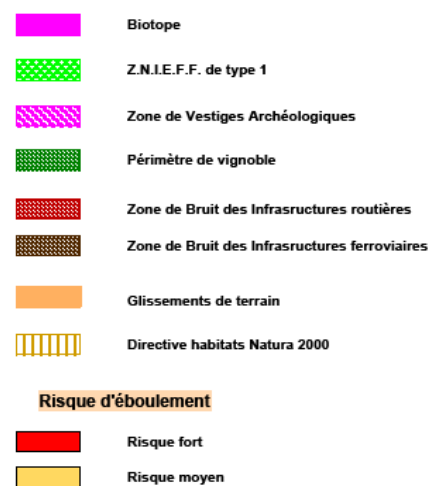 Biotope
Z.N.I.E.F.F. de type 1
Zone de Vestiges Archéologiques
Périmètre de vignoble
Zone de Bruit des Infrasructures routières
Zone de Bruit des Infrasructures ferroviaires
Glissements de terrain
Directive habitats Natura 2000
Risque d'éboulement
Risque fort
Risque moyen